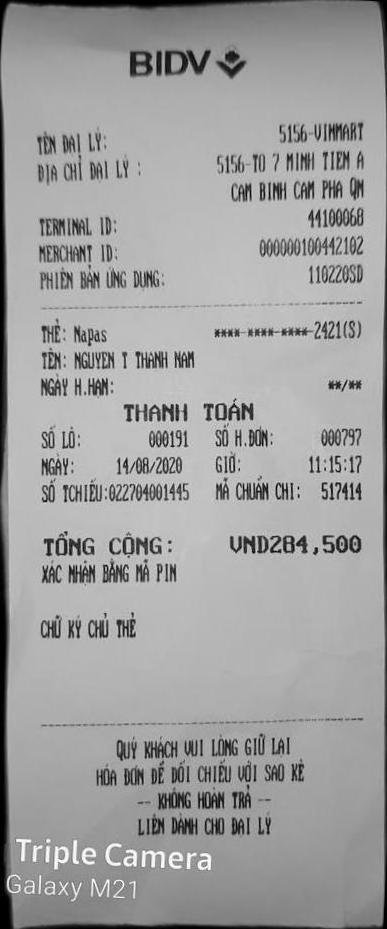 BIDV
TÊN ĐẠI LÝ: 5156-VINMART
ĐỊA CHỈ ĐẠI LÝ : 5156-TO 7 MINH TIEN A
CAM BINH CAM PHA QN
TERMINAL ID: 44100068
MERCHANT ID: 000000100442102
PHIÊN BẢN ỨNG DỤNG: 110220SD
THẺ: Napas **** **** **** 2421(S)
TÊN: NGUYEN T THANH NAM
NGÀY H.HẠN: **/**
THANH TOÁN
SỐ LÔ: 000191 SỐ H.ĐƠN: 000797
NGÀY: 14/08/2020 GIỜ: 11:15:17
SỐ TCHIẾU:022704001445 MÃ CHUẨN CHI: 517414
TỔNG CỘNG: VND284,500
XÁC NHẬN BẰNG MÃ PIN
CHỮ KÝ CHỦ THẺ
QUÝ KHÁCH VUI LÒNG GIỮ LẠI
HÓA ĐƠN ĐỂ ĐỐI CHIẾU VỚI SAO KÊ
-- KHÔNG HOÀN TRẢ --
LIÊN DÀNH CHO ĐẠI LÝ
Triple Camera
Galaxy M21